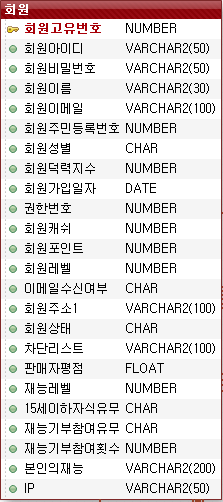 회원
회원고유번호 NUMBER
회원아이디 VARCHAR2(50)
회원비밀번호 VARCHAR2(50)
회원이름 VARCHAR2(30)
회원이메일 VARCHAR2(100)
회원주민등록번호 NUMBER
회원성별 CHAR
회원덕력지수 NUMBER
회원가입일자 DATE
권한번호 NUMBER
회원캐쉬 NUMBER
회원포인트 NUMBER
회원레벨 NUMBER
이메일수신여부 CHAR
회원주소1 VARCHAR2(100)
회원상태 CHAR
차단리스트 VARCHAR2(100)
판매자평점 FLOAT
재능레벨 NUMBER
15세이하자식유무 CHAR
재능기부참여유무 CHAR
재능기부참여횟수 NUMBER
본인의재능 VARCHAR2(200)
IP VARCHAR2(50)